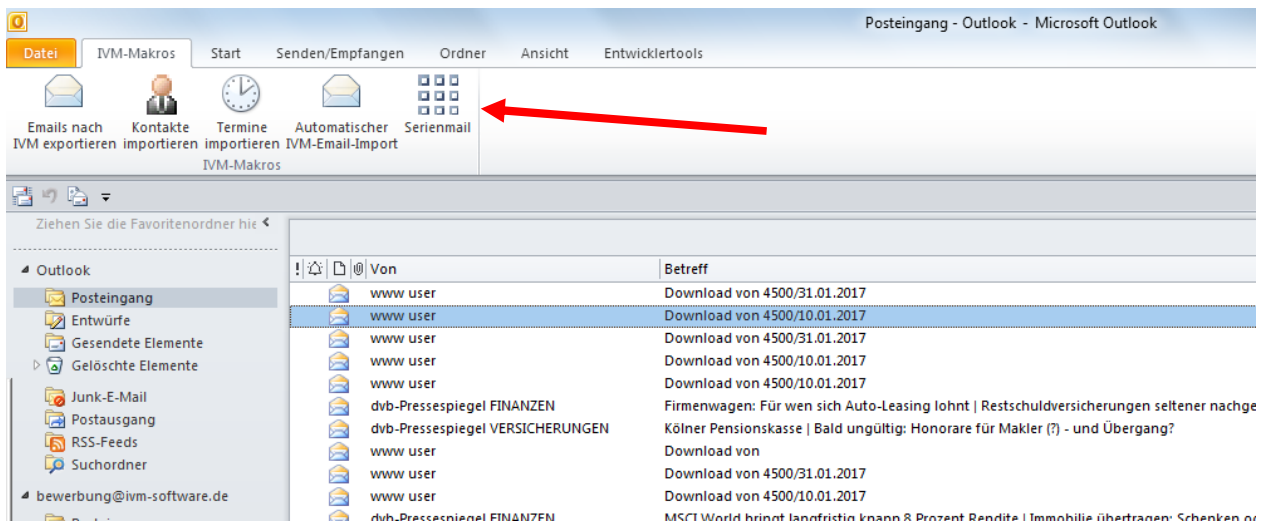 Posteingang - Outlook - Microsoft Outlook
Datei IVM-Makros Start Senden/Empfangen Ordner Ansicht Entwicklertools
Emails nach Kontakte Termine Automatischer Serienmail
IVM exportieren importieren importieren IVM-Email-Import
IVM-Makros
Ziehen Sie die Favoritenordner hie
Outlook
Posteingang
Entwürfe
Gesendete Elemente
Gelöschte Elemente
Junk-E-Mail
Postausgang
RSS-Feeds
Suchordner
bewerbung@ivm-software.de
! Von Betreff
www user Download von 4500/31.01.2017
www user Download von 4500/10.01.2017
www user Download von 4500/31.01.2017
www user Download von 4500/10.01.2017
www user Download von 4500/10.01.2017
dvb-Pressespiegel FINANZEN Firmenwagen: Für wen sich Auto-Leasing lohnt | Restschuldversicherungen seltener nachge
dvb-Pressespiegel VERSICHERUNGEN Kölner Pensionskasse | Bald ungültig: Honorare für Makler (?) - und Übergang?
www user Download von
www user Download von 4500/31.01.2017
www user Download von 4500/10.01.2017
dvb-Pressespiegel FINANZEN MSCI World bringt langfristig knapp 8 Prozent Rendite | Immobilie übertragen: Schenken